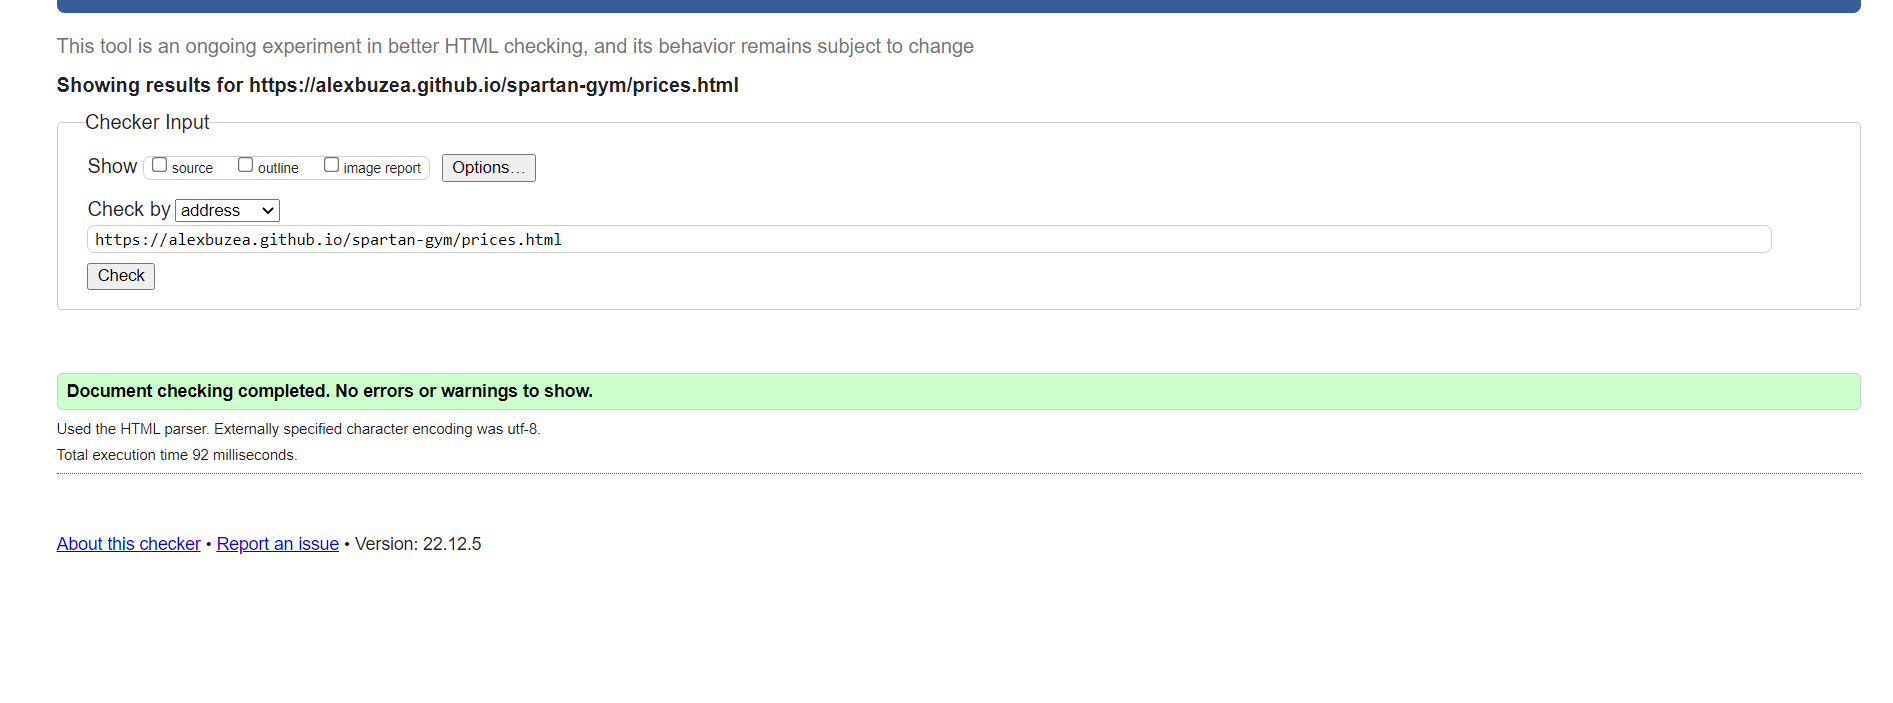 This tool is an ongoing experiment in better HTML checking, and its behavior remains subject to change
Showing results for https://alexbuzea.github.io/spartan-gym/prices.html
Checker Input
Show source outline image report Options...
Check by address
https://alexbuzea.github.io/spartan-gym/prices.html
Check
Document checking completed. No errors or warnings to show.
Used the HTML parser. Externally specified character encoding was utf-8.
Total execution time 92 milliseconds.
About this checker • Report an issue • Version: 22.12.5